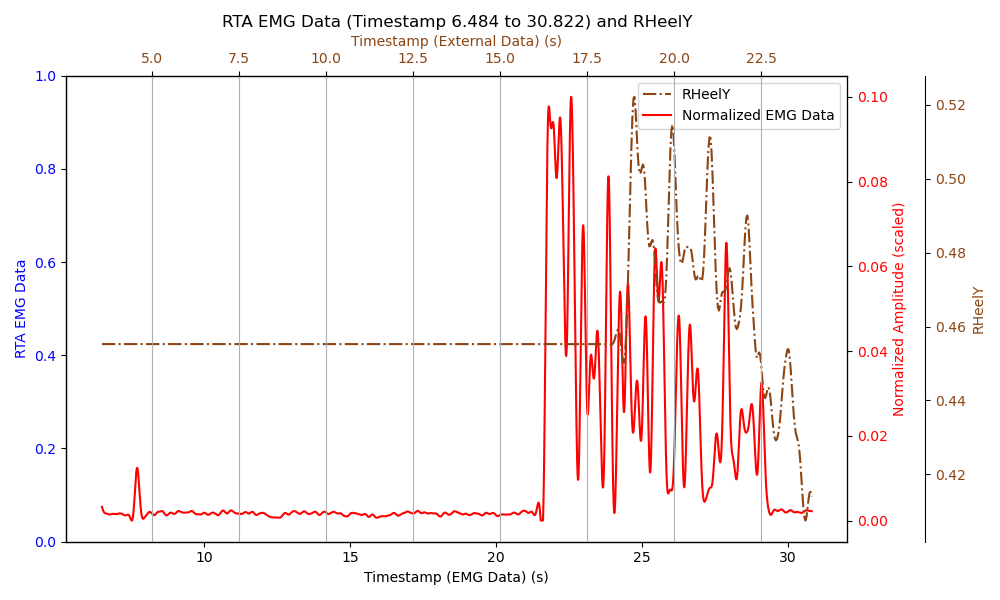 RTA EMG Data (Timestamp 6.484 to 30.822) and RHeelY
Timestamp (External Data) (s)
5.0 7.5 10.0 12.5 15.0 17.5 20.0 22.5
RHeelY
Normalized EMG Data
RTA EMG Data
1.0
0.8
0.6
0.4
0.2
0.0
0.10
0.08
0.06
0.04
0.02
0.00
Normalized Amplitude (scaled)
0.52
0.50
0.48
0.46
0.44
0.42
RHeelY
10 15 20 25 30
Timestamp (EMG Data) (s)